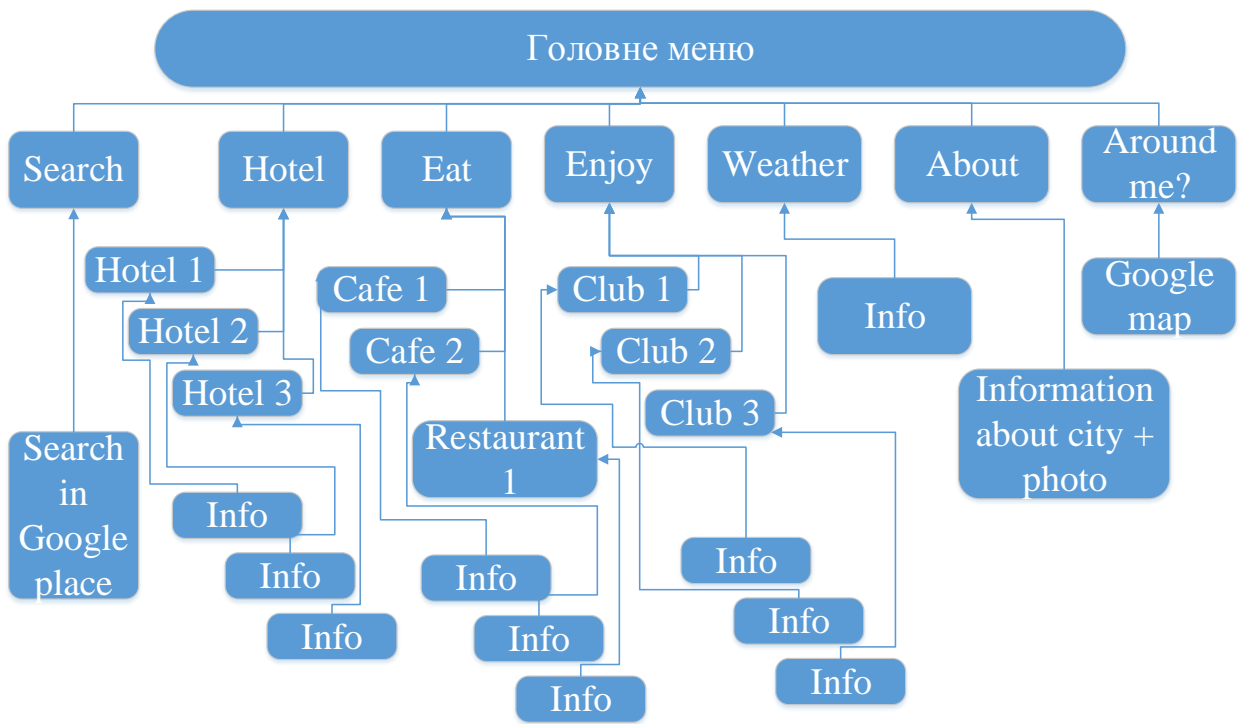 Головне меню
Search
Hotel
Eat
Enjoy
Weather
About
Around
me?
Hotel 1
Hotel 2
Hotel 3
Cafe 1
Cafe 2
Restaurant
1
Club 1
Club 2
Club 3
Info
Google
map
Search
in
Google
place
Information
about city +
photo
Info
Info
Info
Info
Info
Info
Info
Info
Info